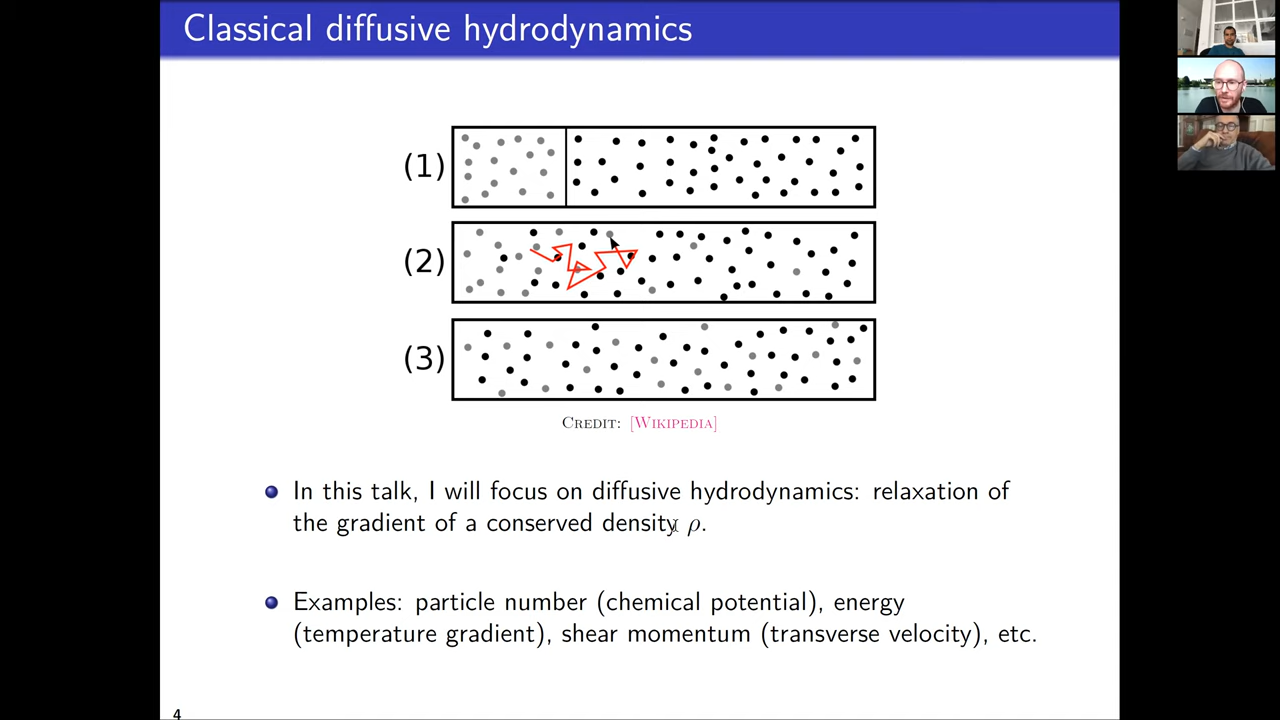 Classical diffusive hydrodynamics
(1)
(2)
(3)
Credit: [Wikipedia]
In this talk, I will focus on diffusive hydrodynamics: relaxation of
the gradient of a conserved density ρ.
Examples: particle number (chemical potential), energy
(temperature gradient), shear momentum (transverse velocity), etc.
4